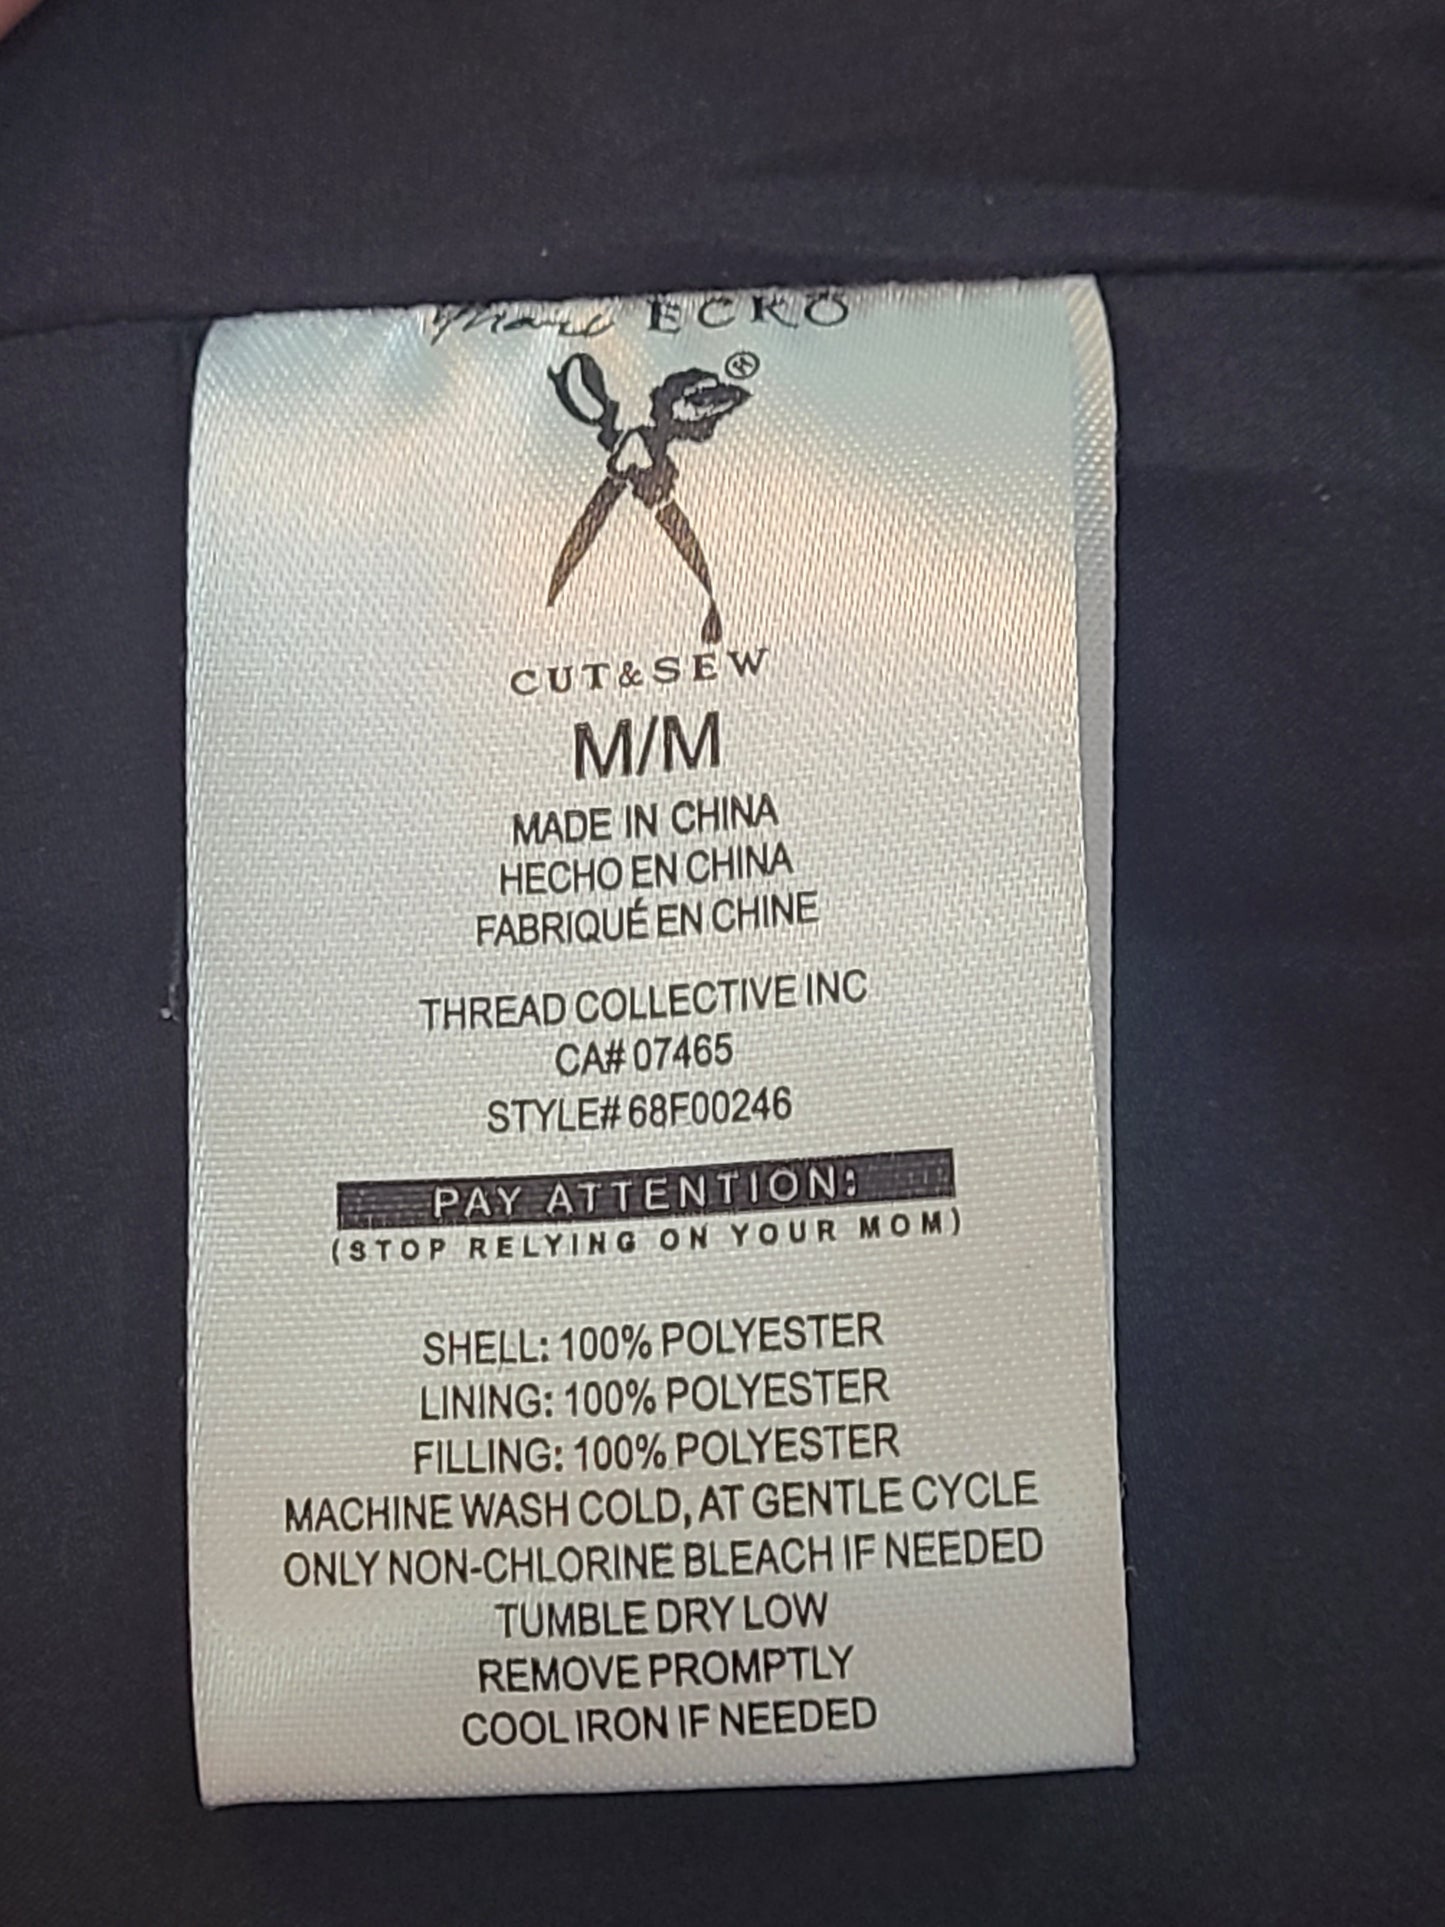 Marc ECKO
®
CUT&SEW
M/M
MADE IN CHINA
HECHO EN CHINA
FABRIQUÉ EN CHINE
THREAD COLLECTIVE INC
CA# 07465
STYLE# 68F00246
PAY ATTENTION:
(STOP RELYING ON YOUR MOM)
SHELL: 100% POLYESTER
LINING: 100% POLYESTER
FILLING: 100% POLYESTER
MACHINE WASH COLD, AT GENTLE CYCLE
ONLY NON-CHLORINE BLEACH IF NEEDED
TUMBLE DRY LOW
REMOVE PROMPTLY
COOL IRON IF NEEDED